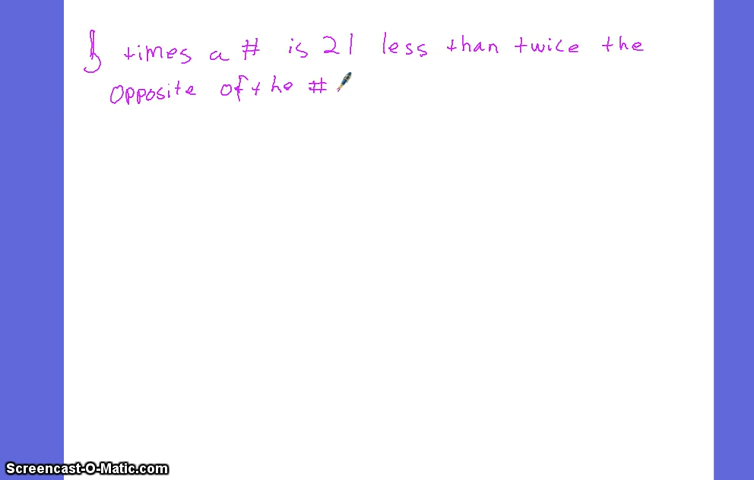 times a # is 21 less than twice the
opposite of the #
Screencast-O-Matic.com